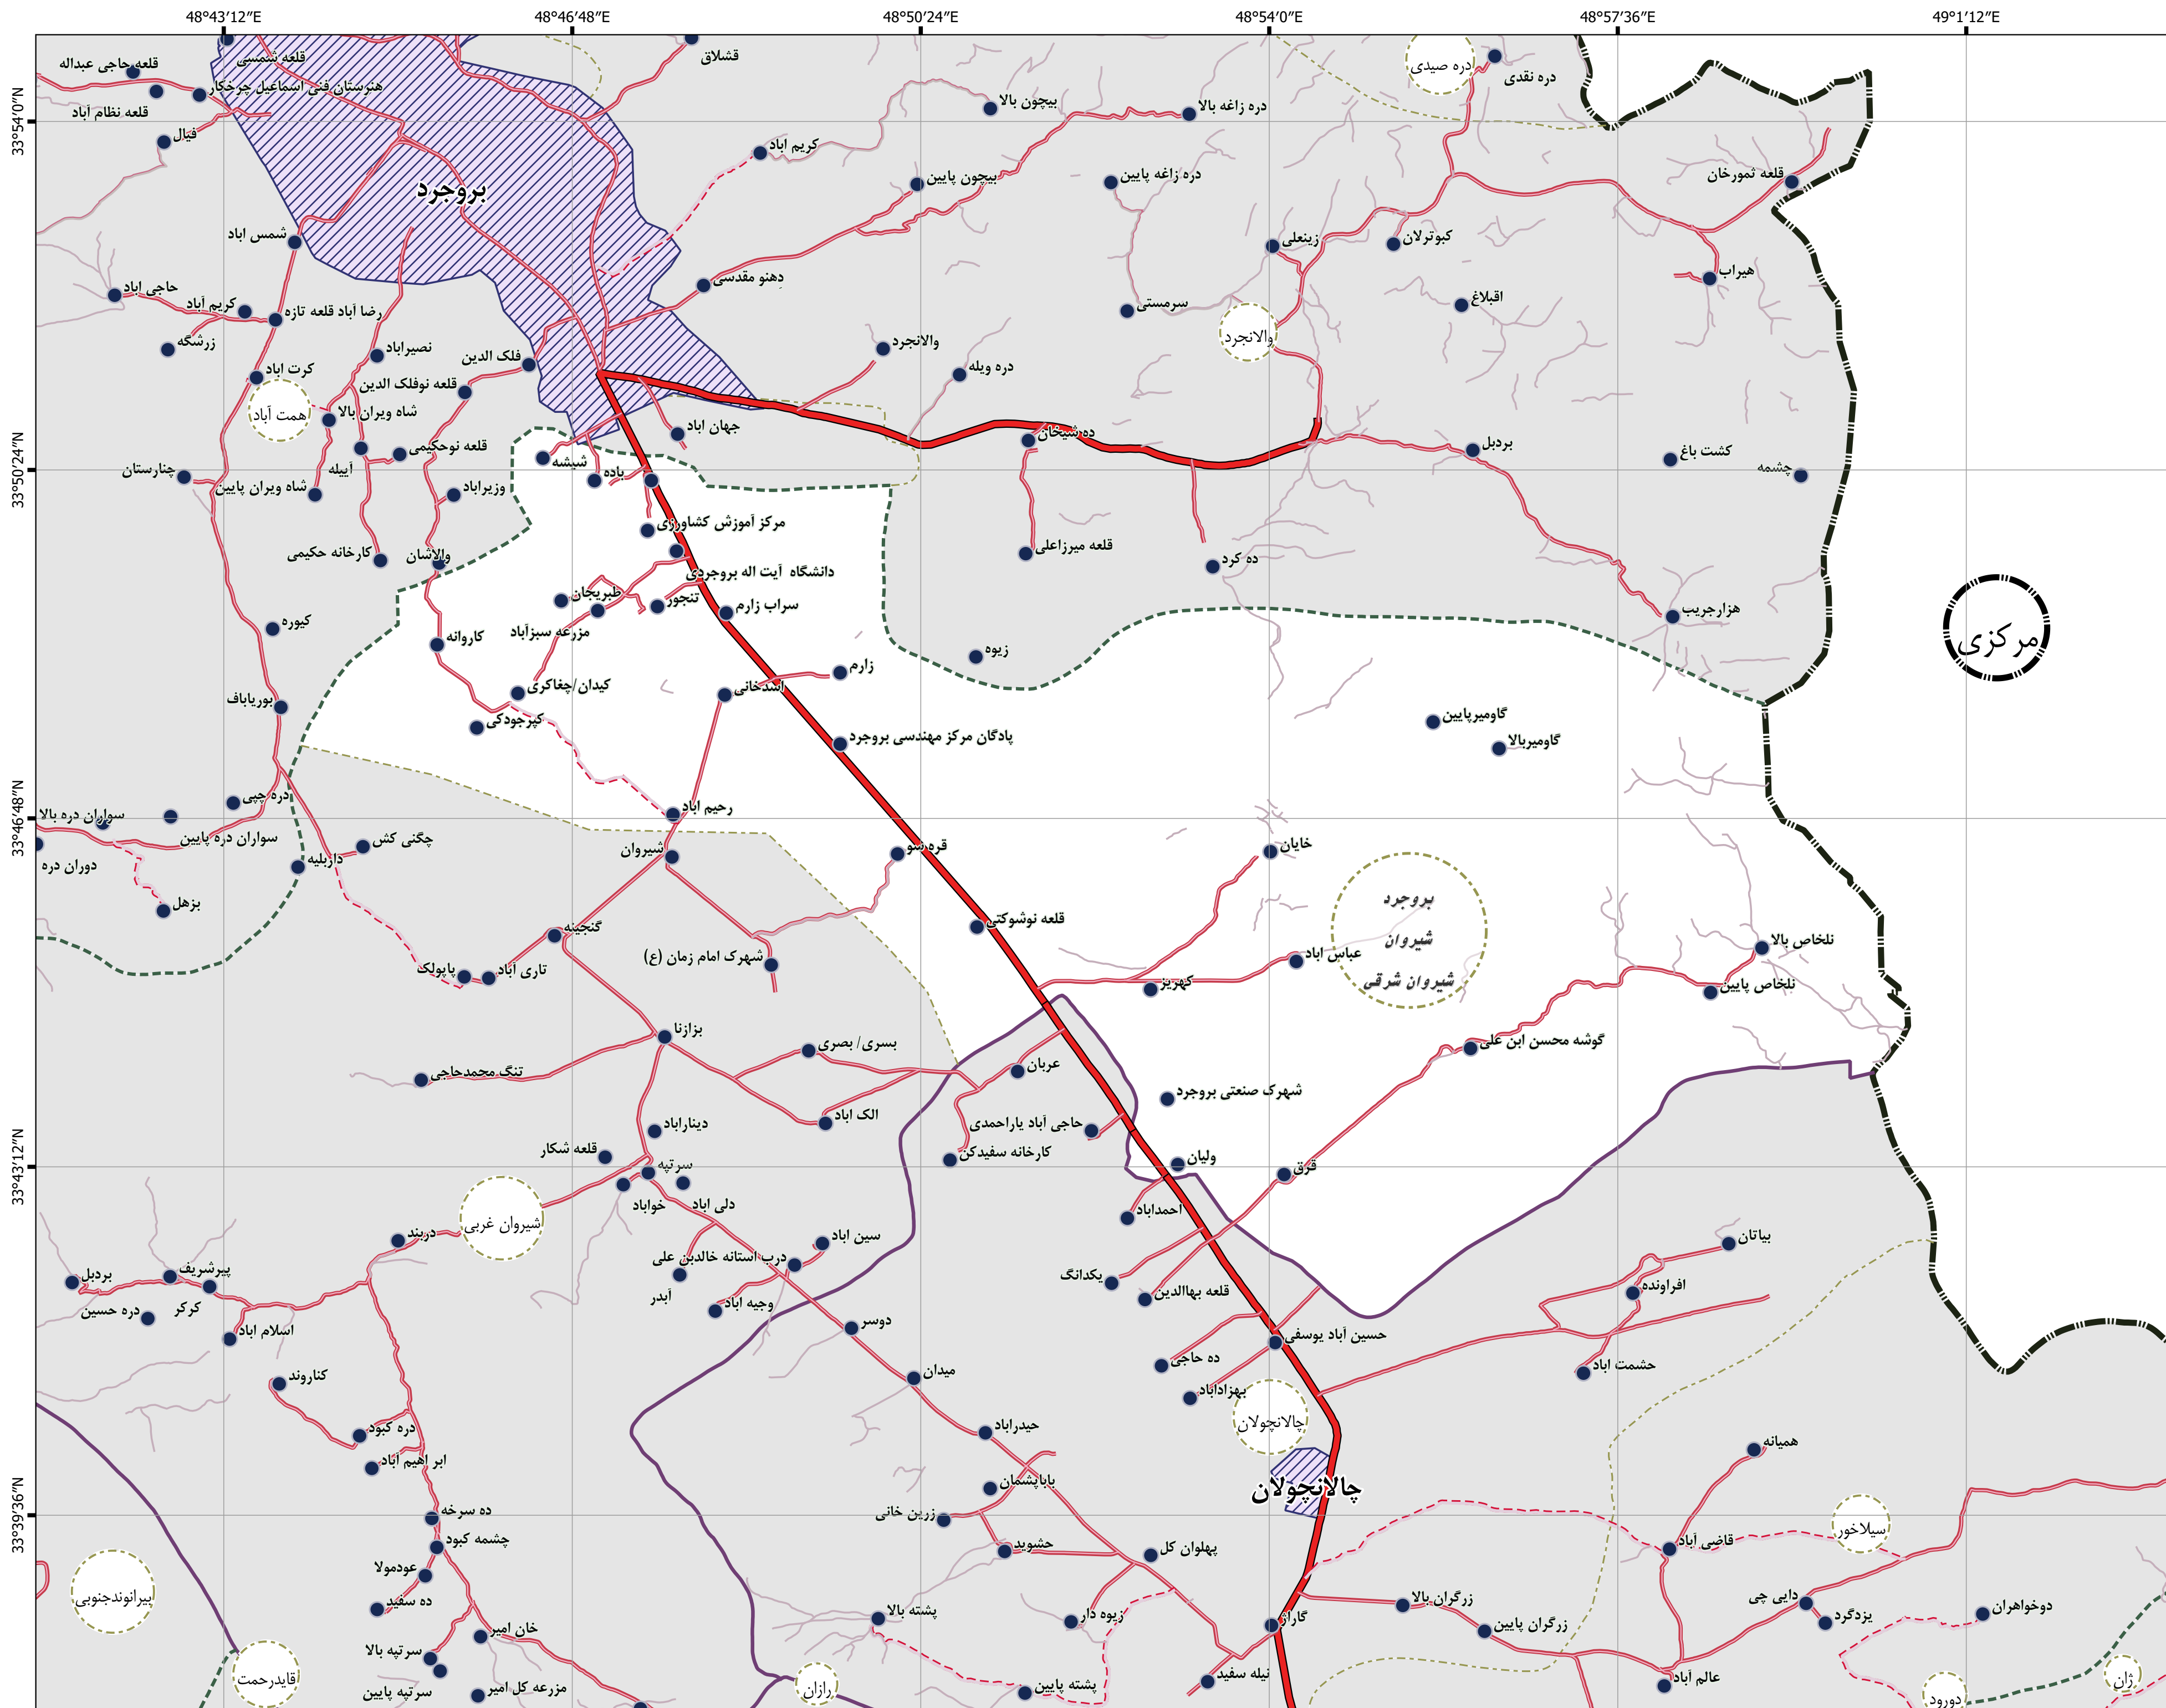 48°43'12"E
48°46'48"E
48°50'24"E
48°54'0"E
48°57'36"E
49°1'12"E
33°54'0"N
33°50'24"N
33°46'48"N
33°43'12"N
33°39'36"N
قلعه حاجی عبداله
قلعه شمسی
قشلاق
دره صیدی
دره نقدی
هنرستان فنی اسماعیل چرخکار
قلعه نظام آباد
بیچون بالا
دره زاغه بالا
فیال
کریم اباد
بیچون پایین
دره زاغه پایین
قلعه ثمورخان
بروجرد
شمس اباد
زینعلی
کبوترلان
هیراب
حاجی اباد
کریم آباد
رضا آباد قلعه تازه
دهنو مقدسی
سرمستی
اقبلاغ
زرشگه
نصیراباد
فلک الدین
والانجرد
والانجرد
کرت اباد
قلعه نوفلک الدین
دره ویله
همت آباد
شاه ویران بالا
جهان اباد
ده شیخان
بردبل
کشت باغ
چشمه
قلعه نوحکیمی
آبیله
چنارستان
شاه ویران پایین
وزیراباد
شیشه
باده
مرکز آموزش کشاورزی
کارخانه حکیمی
والاشان
قلعه میرزاعلی
ده کرد
دانشگاه آیت اله بروجردی
طبریجان
تنجور
سراب زارم
هزارجریب
مزرعه سبزآباد
کیوره
کاروانه
زیوه
زارم
مرکزی
کیدان/چغاکری
اسدخانی
بوریاباف
کپرجودکی
پادگان مرکز مهندسی بروجرد
گاومیرپایین
گاومیربالا
دره چپی
رحیم اباد
سواران دره بالا
سواران دره پایین
چگنی کش
شیروان
قره سو
خایان
دوران دره
داربلیه
بزهل
گنجینه
قلعه نوشوکتی
بروجرد
شیروان
شیروان شرقی
پاپولک
تاری آباد
شهرک امام زمان (ع)
عباس اباد
کهریز
نلخاص بالا
نلخاص پایین
بزازنا
بسری/ بصری
عربان
گوشه محسن ابن علی
تنگ محمدحاجی
شهرک صنعتی بروجرد
الک اباد
حاجی آباد یاراحمدی
دیناراباد
کارخانه سفیدکن
قلعه شکار
سرتپه
ولیان
قرق
خواباد
دلی اباد
شیروان غربی
احمداباد
دربند
سین اباد
بیاتان
درب استانه خالدبن علی
یکدانگ
بردبل
پیرشریف
آبدر
وجیه اباد
قلعه بهاالدین
افراونده
دره حسین
کرکر
اسلام اباد
دوسر
حسین آباد یوسفی
ده حاجی
حشمت اباد
کناروند
میدان
بهزاداباد
چالانچولان
دره کبود
حیدراباد
همیانه
ابراهیم آباد
باباپشمان
چالانچولان
ده سرخه
زرین خانی
سیلاخور
چشمه کبود
حشوید
پهلوان کل
قاضی آباد
عودمولا
بیرانوندجنوبی
ده سفید
پشته بالا
زیوه دار
گاراژ
زرگران بالا
زرگران پایین
دایی چی
یزدگرد
دوخواهران
خان امیر
سرتپه بالا
قایدرحمت
رازان
پشته پایین
نیله سفید
عالم آباد
ژان
سرتپه پایین
مزرعه کل امیر
دورود